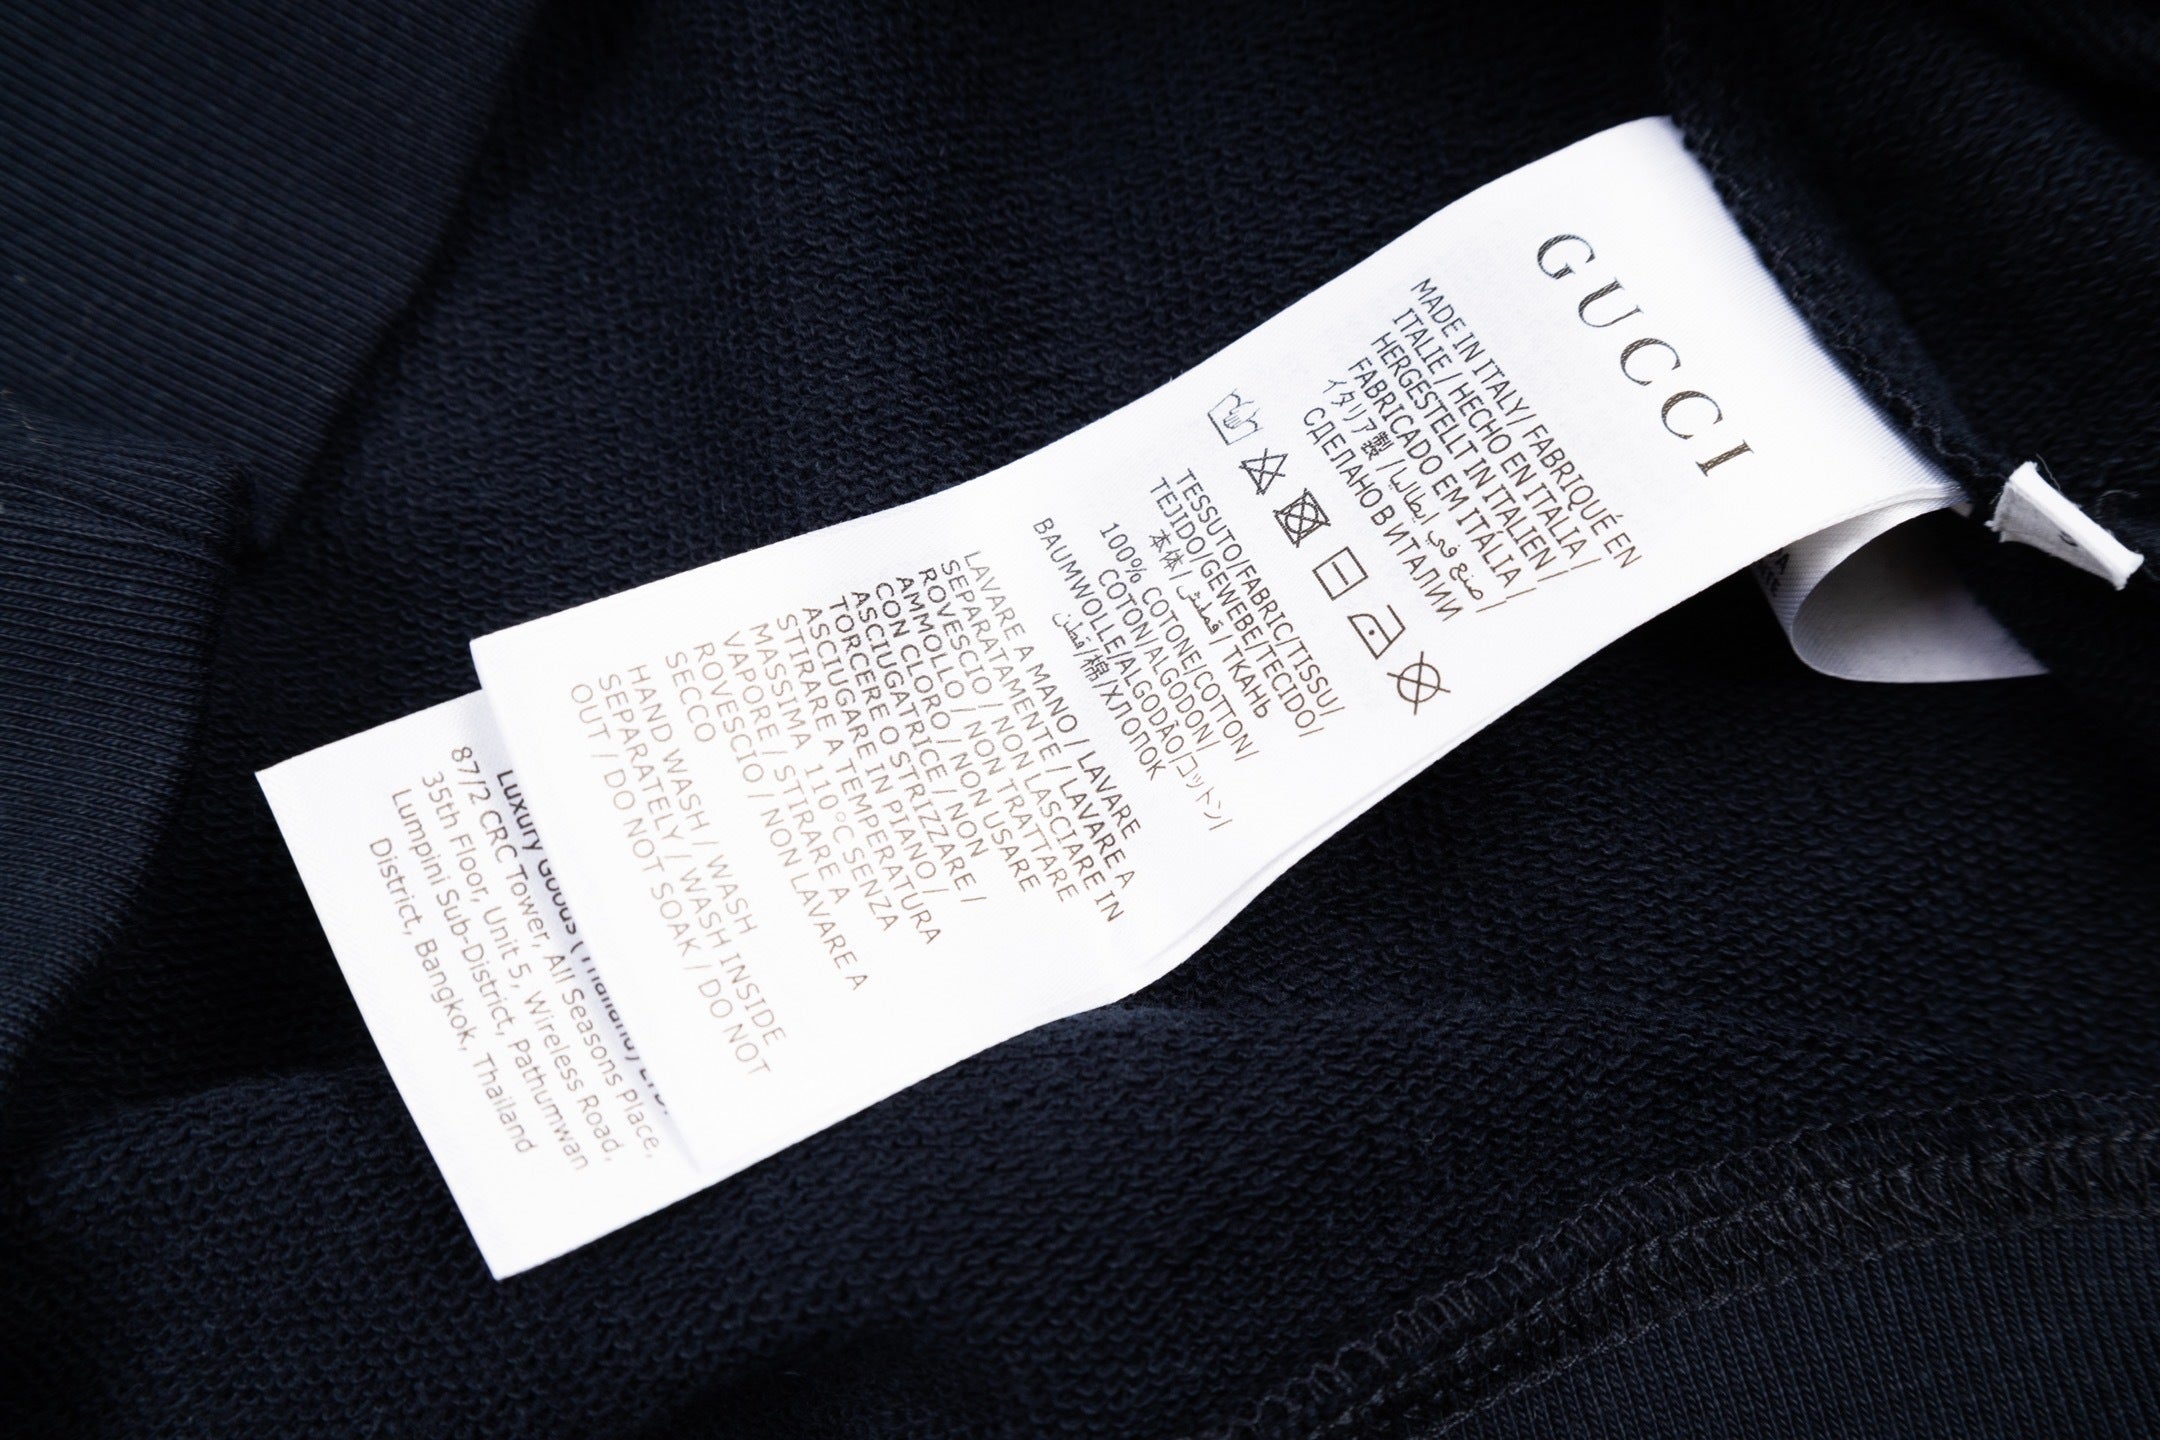 GUCCI
MADE IN ITALY/ FABRIQUÉ EN
ITALIE / HECHO EN ITALIA /
HERGESTELLT IN ITALIEN /
FABRICADO EM ITÁLIA /
イタリア製 / صنع في ايطاليا /
СДЕЛАНО В ИТАЛИИ
TESSUTO/FABRIC/TISSU/
TEJIDO/GEWEBE/TECIDO/
本体/ قماش/ ТКАНЬ
100% COTONE/COTTON/
COTON/ALGODON/
BAUMWOLLE/ALGODÃO/コットン/
قطن/棉/ХЛОПОК
LAVARE A MANO / LAVARE
SEPARATAMENTE / LAVARE A
ROVESCIO / NON LASCIARE IN
AMMOLLO / NON TRATTARE
CON CLORO / NON USARE
ASCIUGATRICE / NON
TORCERE O STRIZZARE /
ASCIUGARE IN PIANO /
STIRARE A TEMPERATURA
MASSIMA 110°C SENZA
VAPORE / STIRARE A
ROVESCIO / NON LAVARE A
SECCO
HAND WASH / WASH
SEPARATELY / WASH INSIDE
OUT / DO NOT SOAK / DO NOT
Luxury Goods (Thailand) LTD.
87/2 CRC Tower, All Seasons Place,
35th Floor, Unit 5, Wireless Road,
Lumpini Sub-District, Pathumwan
District, Bangkok, Thailand